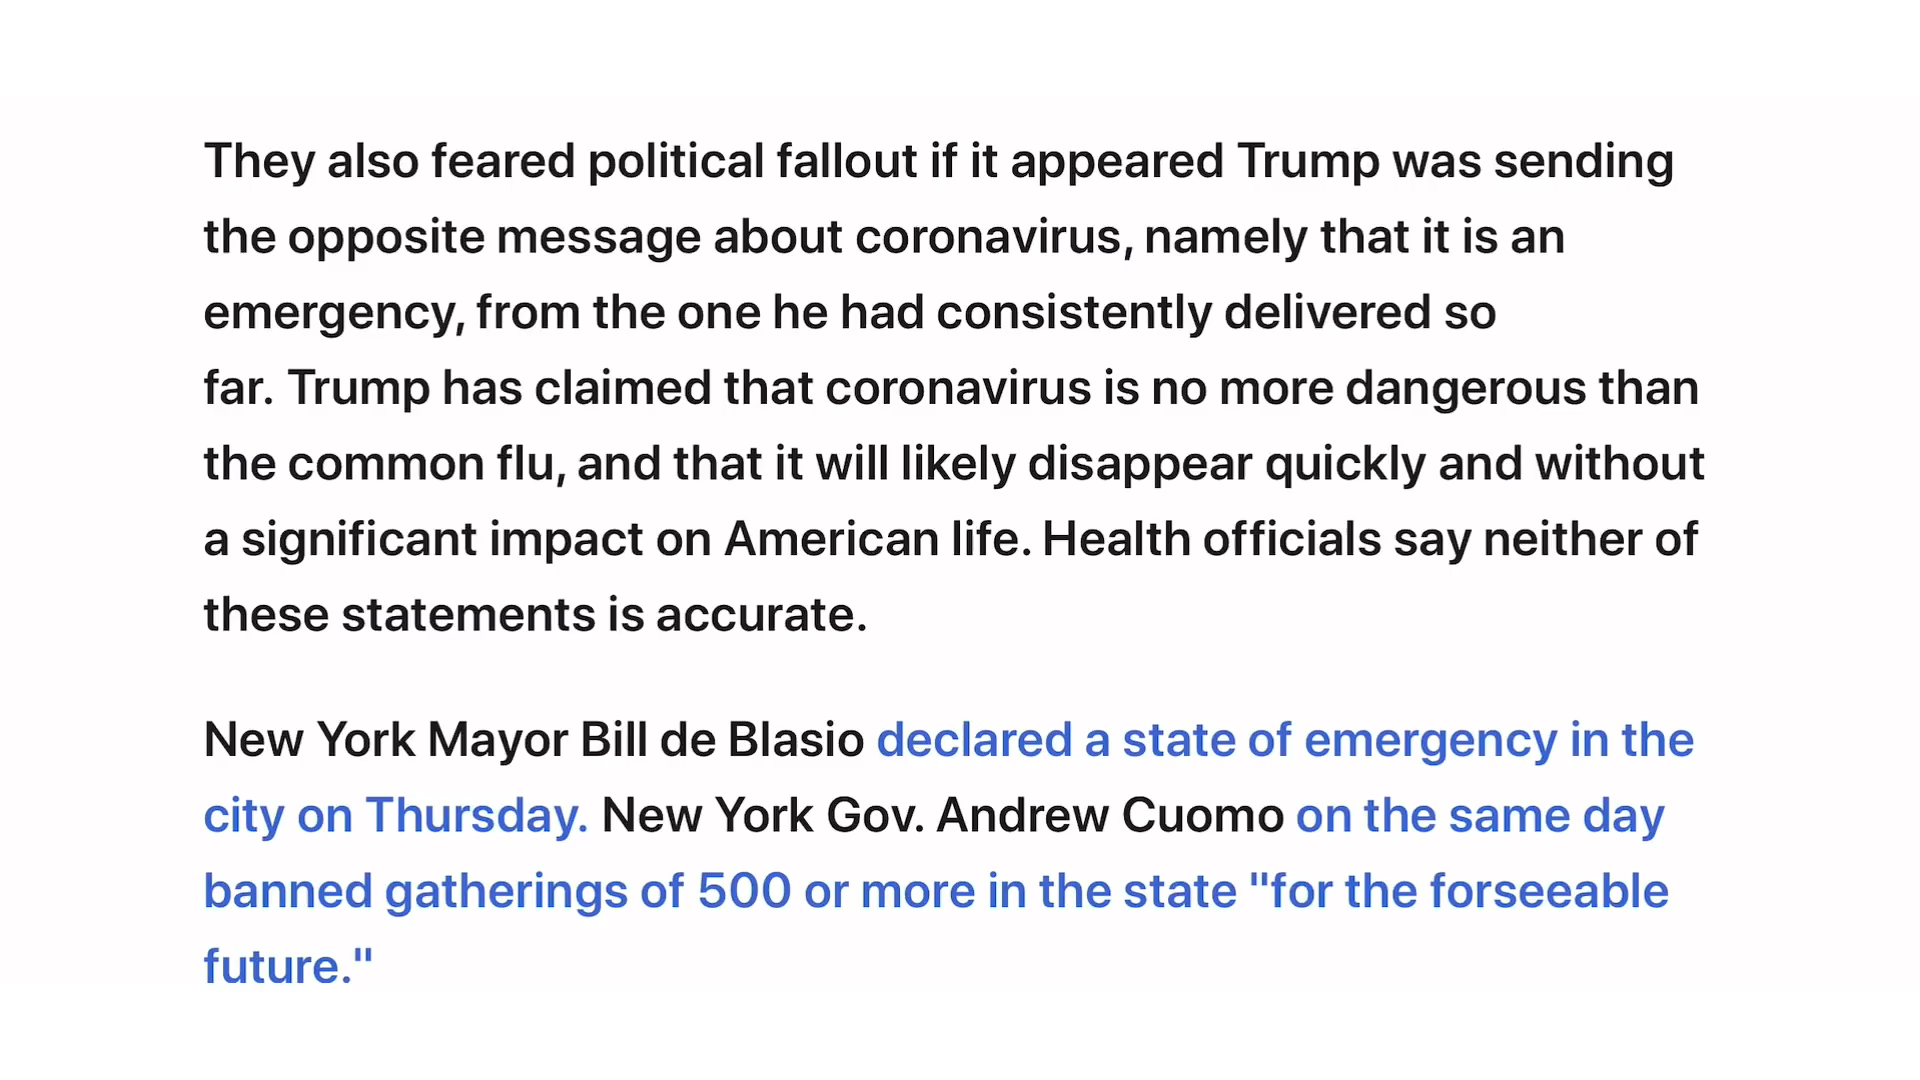 They also feared political fallout if it appeared Trump was sending
the opposite message about coronavirus, namely that it is an
emergency, from the one he had consistently delivered so
far. Trump has claimed that coronavirus is no more dangerous than
the common flu, and that it will likely disappear quickly and without
a significant impact on American life. Health officials say neither of
these statements is accurate.
New York Mayor Bill de Blasio declared a state of emergency in the
city on Thursday. New York Gov. Andrew Cuomo on the same day
banned gatherings of 500 or more in the state "for the forseeable
future."